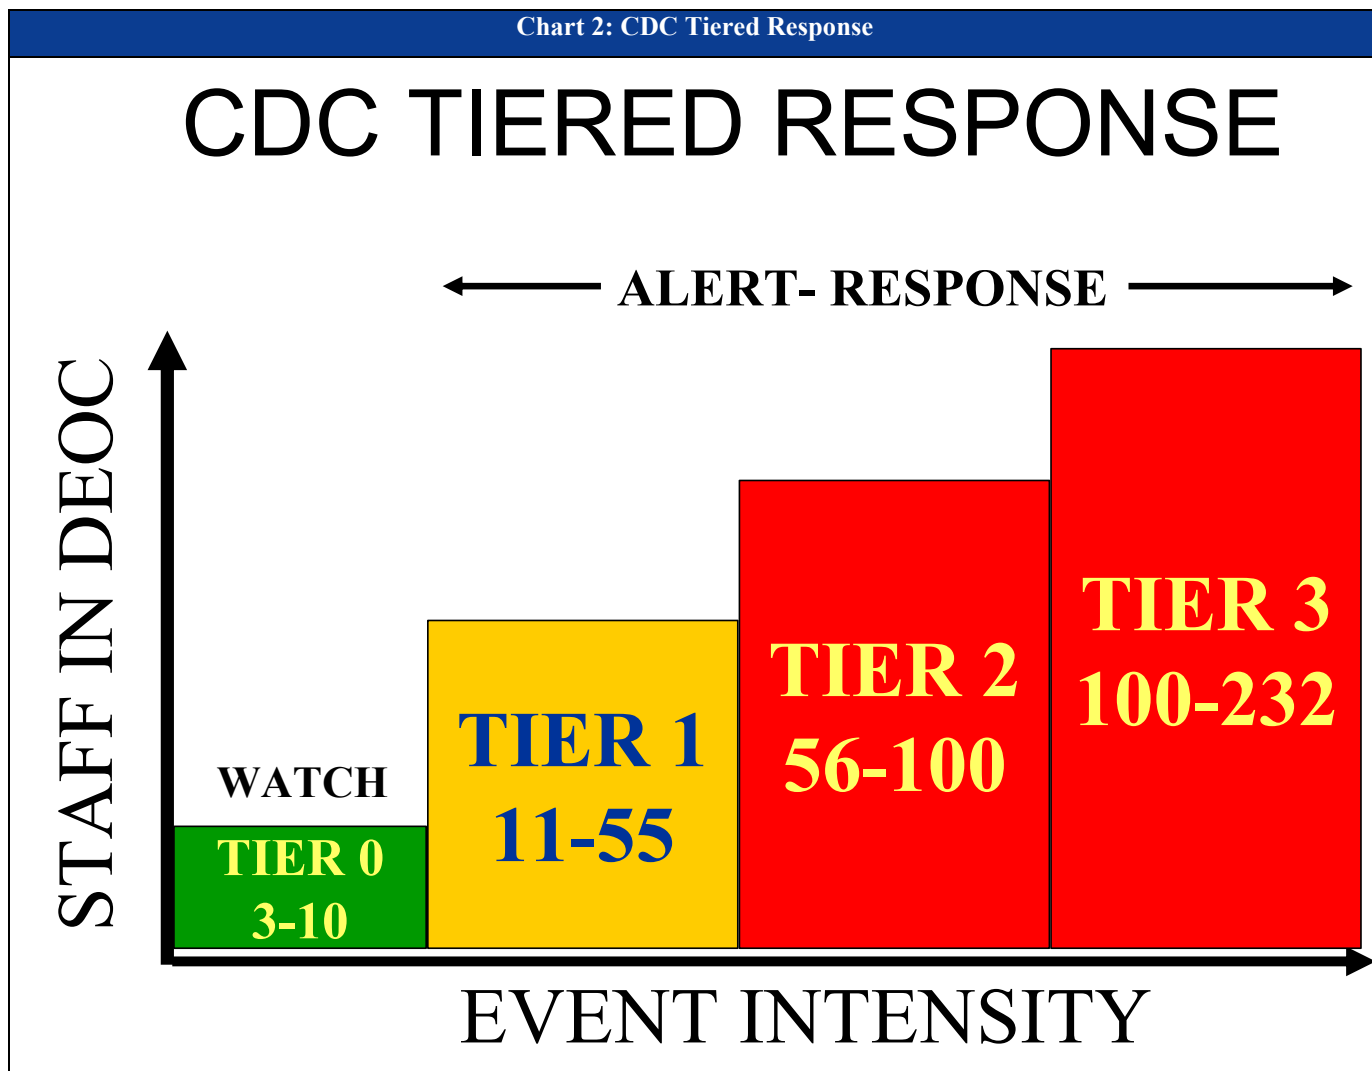 Chart 2: CDC Tiered Response
CDC TIERED RESPONSE
ALERT- RESPONSE
STAFF IN DEOC
WATCH
TIER 0
3-10
TIER 1
11-55
TIER 2
56-100
TIER 3
100-232
EVENT INTENSITY